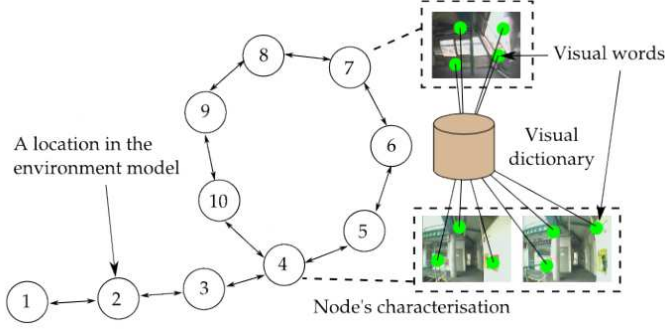 8
7
Visual words
9
A location in the
environment model
6
Visual
dictionary
10
5
4
3
2
1
Node's characterisation